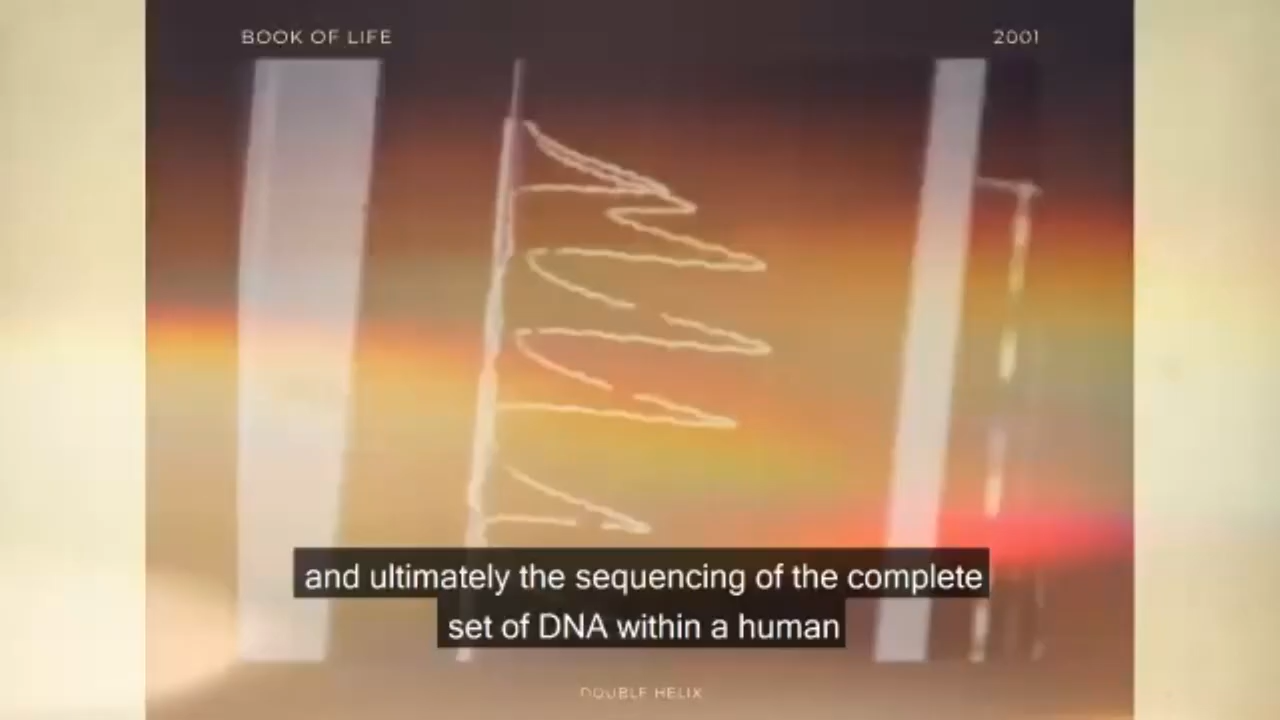 BOOK OF LIFE
2001
and ultimately the sequencing of the complete
set of DNA within a human
DOUBLE HELIX